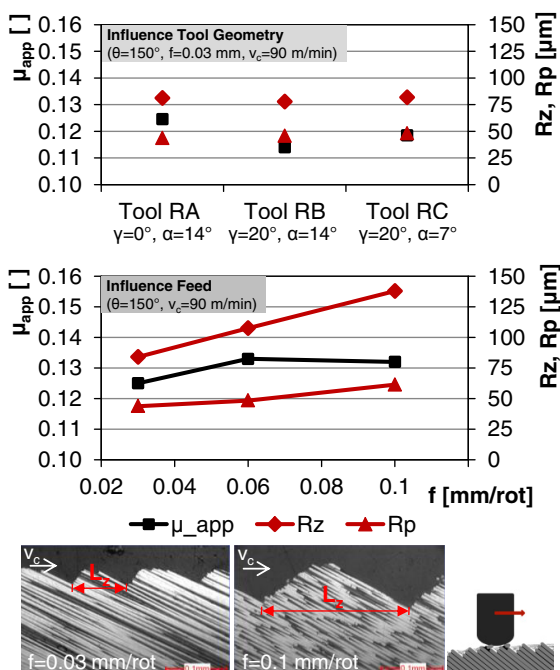 μapp [ ]
0.16
0.15
0.14
0.13
0.12
0.11
0.10
Influence Tool Geometry
(θ=150°, f=0.03 mm, vc=90 m/min)
150
125
100
75
50
25
0
Rz, Rp [µm]
Tool RA Tool RB Tool RC
γ=0°, α=14° γ=20°, α=14° γ=20°, α=7°
μapp [ ]
0.16
0.15
0.14
0.13
0.12
0.11
0.10
Influence Feed
(θ=150°, vc=90 m/min)
150
125
100
75
50
25
0
Rz, Rp [µm]
0.02 0.04 0.06 0.08 0.1 f [mm/rot]
μ_app Rz Rp
vc
Lz
f=0.03 mm/rot
0.1mm
vc
Lz
f=0.1 mm/rot
0.1mm